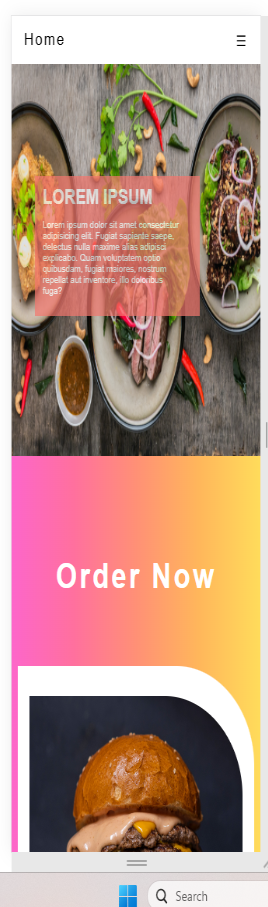 Home
LOREM IPSUM
Lorem ipsum dolor sit amet consectetur
adipisicing elit. Fugiat sapiente saepe,
delectus nulla maxime alias adipisci
explicabo. Quam voluptatem optio
quibusdam, fugiat maiores, nostrum
repellat aut inventore, illo doloribus
fuga?
Order Now
Search